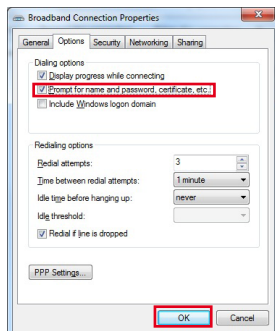 Broadband Connection Properties
General Options Security Networking Sharing
Dialing options
Display progress while connecting
Prompt for name and password, certificate, etc.
Include Windows logon domain
Redialing options
Redial attempts: 3
Time between redial attempts: 1 minute
Idle time before hanging up: never
Idle threshold:
Redial if line is dropped
PPP Settings...
OK Cancel